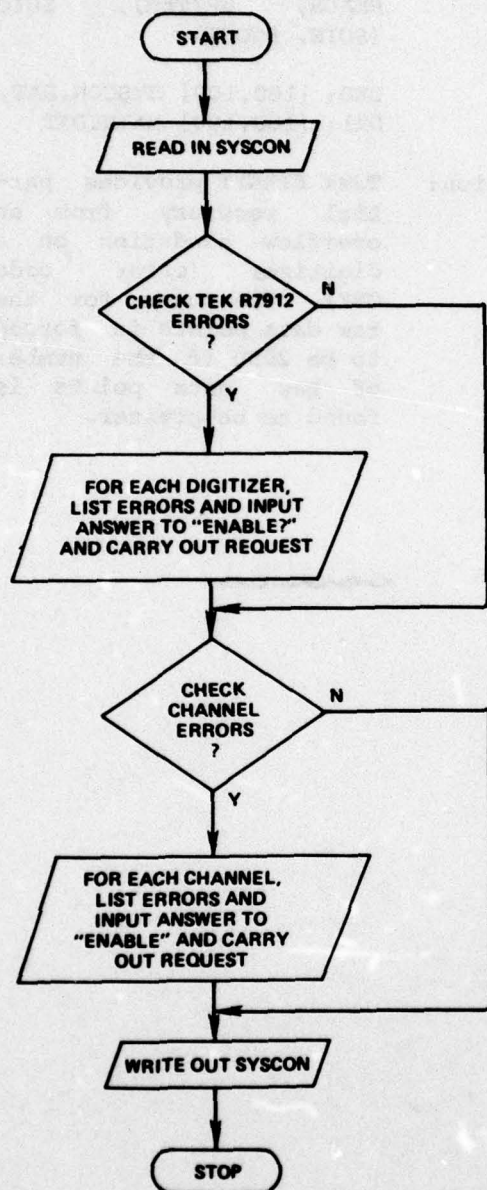 START
READ IN SYSCON
CHECK TEK R7912
ERRORS
?
N
Y
FOR EACH DIGITIZER,
LIST ERRORS AND INPUT
ANSWER TO "ENABLE?"
AND CARRY OUT REQUEST
CHECK
CHANNEL
ERRORS
?
N
Y
FOR EACH CHANNEL,
LIST ERRORS AND
INPUT ANSWER TO
"ENABLE" AND CARRY
OUT REQUEST
WRITE OUT SYSCON
STOP